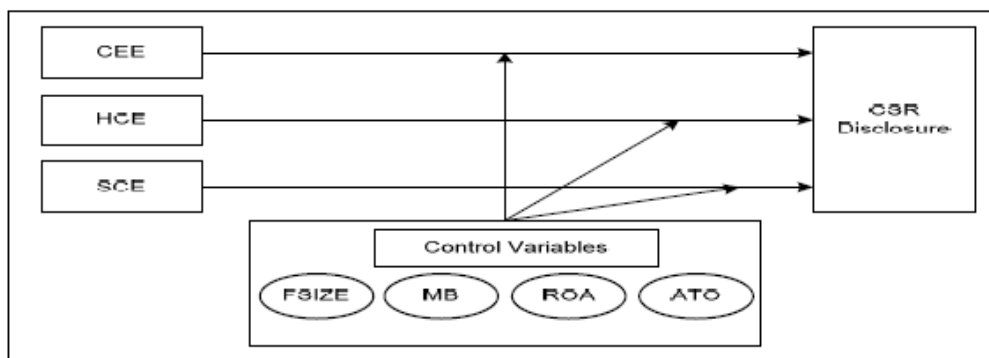 CEE
HCE
SCE
CSR
Disclosure
Control Variables
FSIZE
MB
ROA
ATO